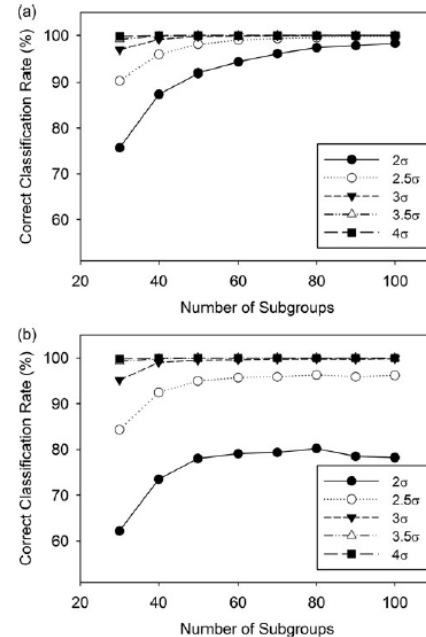 (a)
100
90
80
70
60
Correct Classification Rate (%)
2σ
2.5σ
3σ
3.5σ
4σ
20 40 60 80 100
Number of Subgroups
(b)
100
90
80
70
60
Correct Classification Rate (%)
2σ
2.5σ
3σ
3.5σ
4σ
20 40 60 80 100
Number of Subgroups